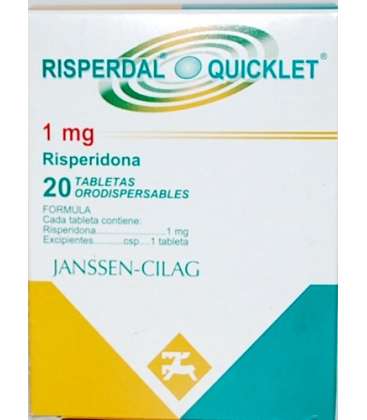 RISPERDAL® QUICKLET®
1 mg
Risperidona
20 TABLETAS
ORODISPERSABLES
FORMULA
Cada tableta contiene:
Risperidona....................1 mg
Excipientes..........csp....1 tableta
JANSSEN-CILAG